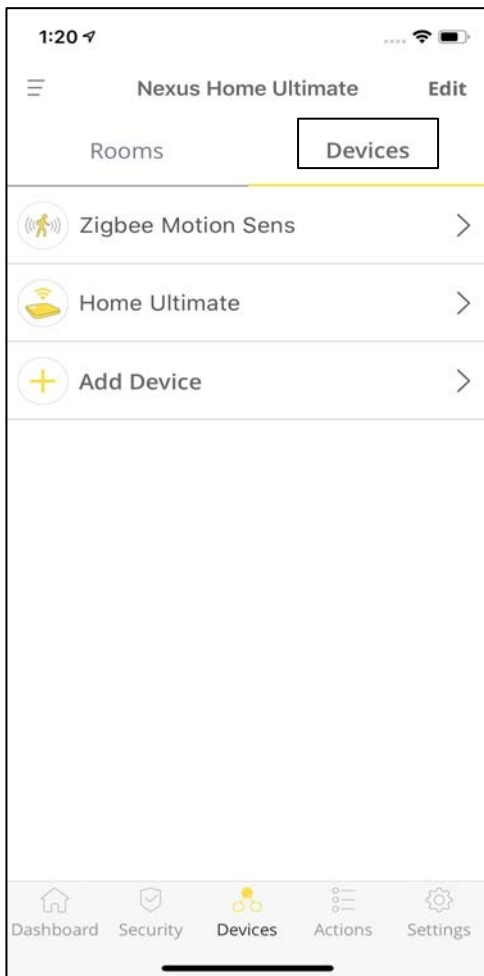 1:20
Nexus Home Ultimate Edit
Rooms Devices
Zigbee Motion Sens
Home Ultimate
Add Device
Dashboard Security Devices Actions Settings